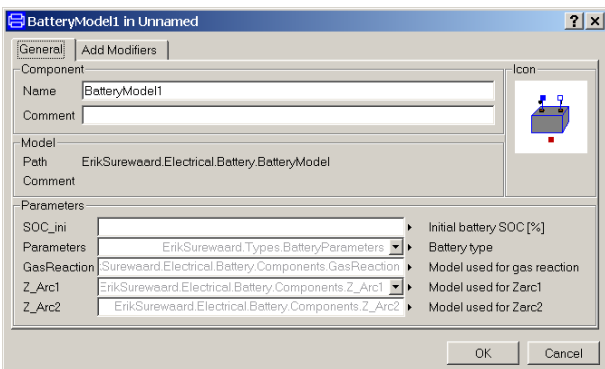 BatteryModel1 in Unnamed
General Add Modifiers
Component Icon
Name BatteryModel1
Comment
Model
Path ErikSurewaard.Electrical.Battery.BatteryModel
Comment
Parameters
SOC_ini Initial battery SOC [%]
Parameters ErikSurewaard.Types.BatteryParameters Battery type
GasReaction :Surewaard.Electrical.Battery.Components.GasReaction Model used for gas reaction
Z_Arc1 ErikSurewaard.Electrical.Battery.Components.Z_Arc1 Model used for Zarc1
Z_Arc2 ErikSurewaard.Electrical.Battery.Components.Z_Arc2 Model used for Zarc2
OK Cancel